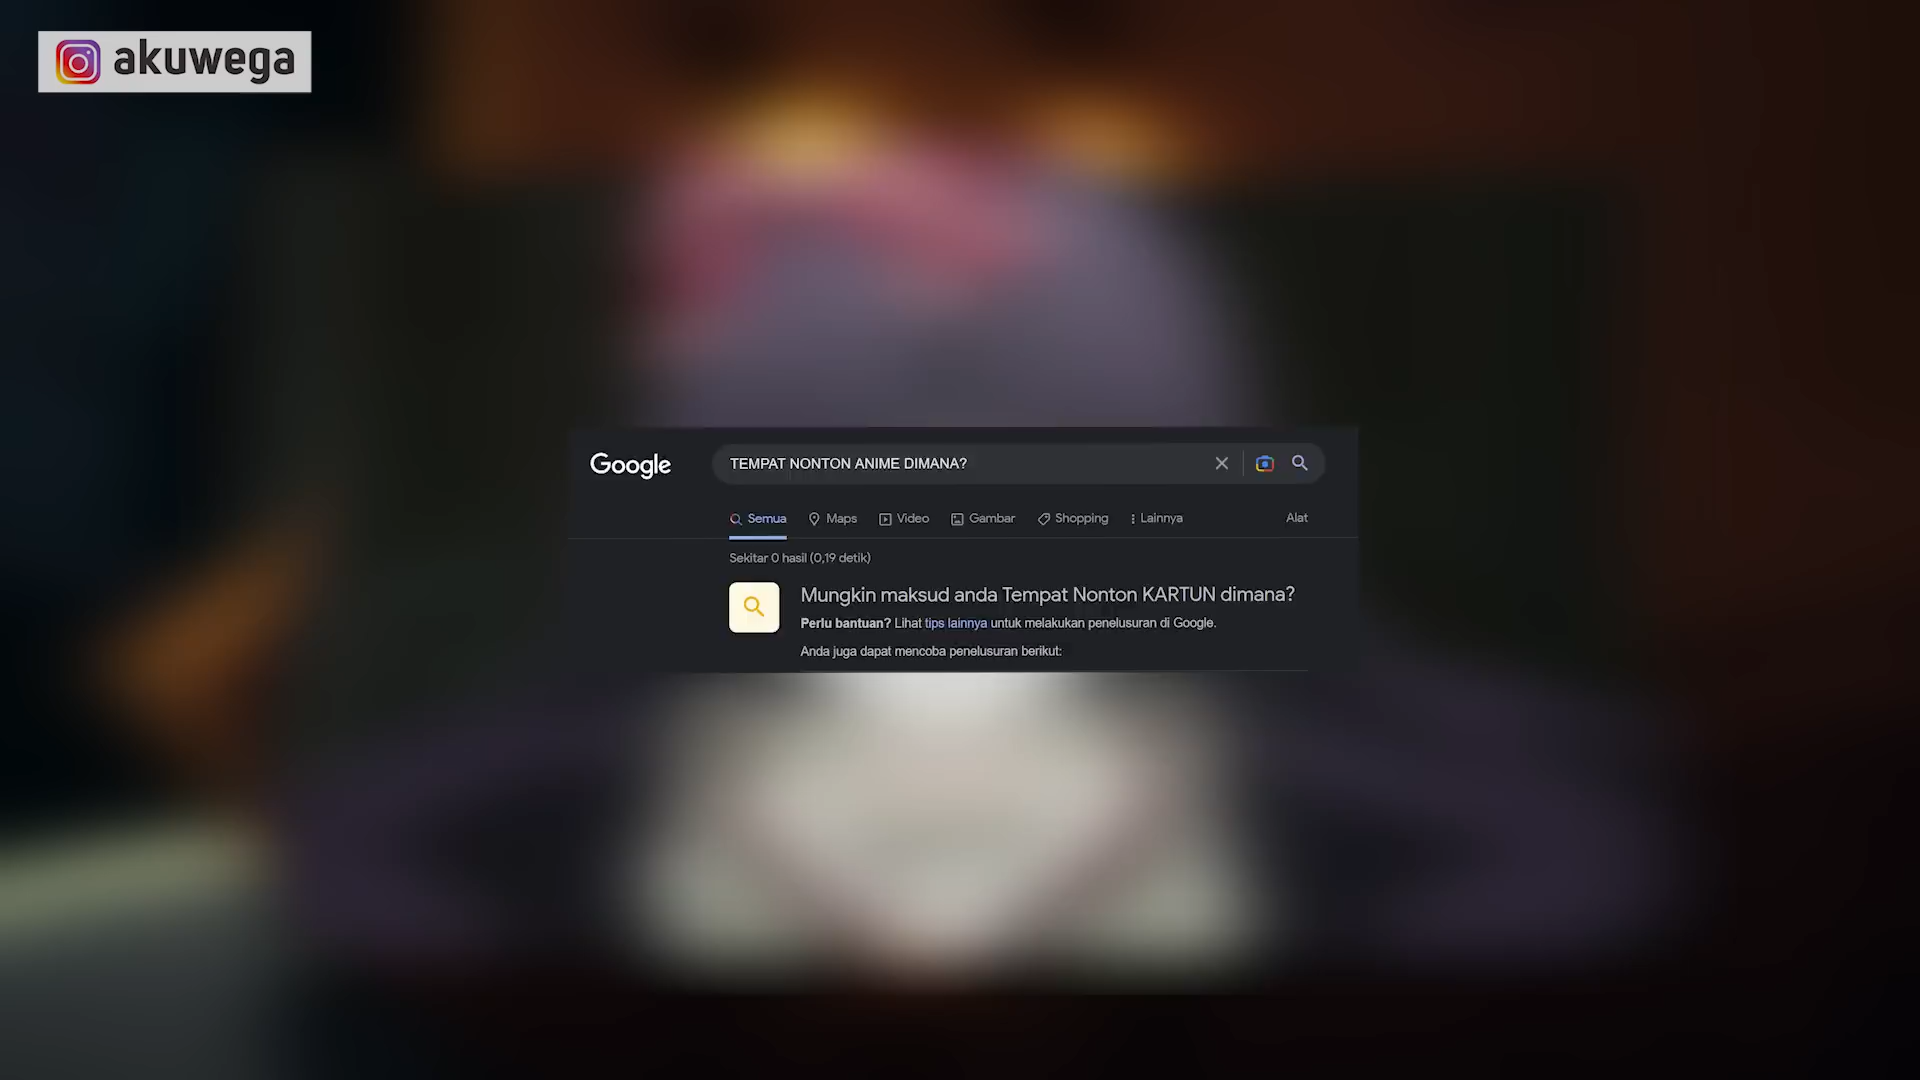 akuwega
Google
TEMPAT NONTON ANIME DIMANA?
Semua Maps Video Gambar Shopping Lainnya Alat
Sekitar 0 hasil (0,19 detik)
Mungkin maksud anda Tempat Nonton KARTUN dimana?
Perlu bantuan? Lihat tips lainnya untuk melakukan penelusuran di Google.
Anda juga dapat mencoba penelusuran berikut: